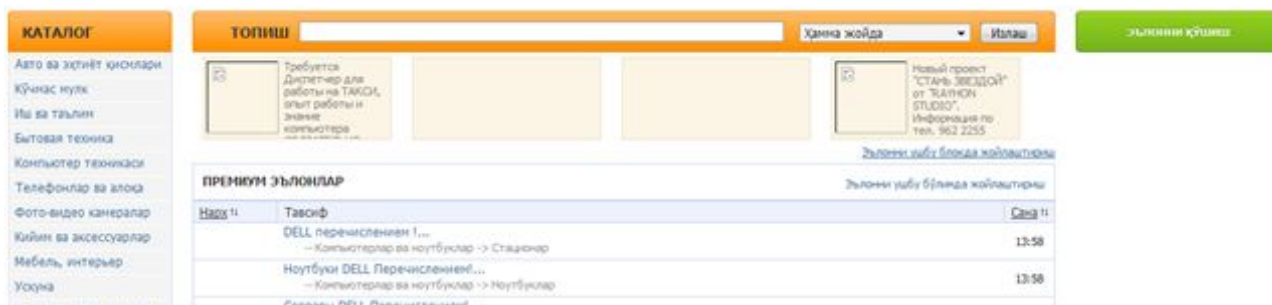 КАТАЛОГ
ТОПИШ
Ҳамма жойда
Излаш
эълонни қўшиш
Авто ва эҳтиёт қисмлари
Кўчмас мулк
Иш ва таълим
Бытовая техника
Компьютер техникаси
Телефонлар ва алоқа
Фото-видео камералар
Кийим ва аксессуарлар
Мебель, интерьер
Ускуна
Требуется
Диспетчер для
работы на ТАКСИ,
опыт работы и
знание
компьютера
Новый проект
"СТАНЬ ЗВЕЗДОЙ"
от "RAYHON
STUDIO".
Информация по
тел. 962 2255
Эълонни ушбу блокда жойлаштириш
ПРЕМИУМ ЭЪЛОНЛАР
Эълонни ушбу бўлимда жойлаштириш
Нарх ↑↓ Тавсиф Сана ↑↓
DELL перечислением !...
-- Компьютерлар ва ноутбуклар -> Стационар
13:58
Ноутбуки DELL Перечислением!...
-- Компьютерлар ва ноутбуклар -> Ноутбуклар
13:58